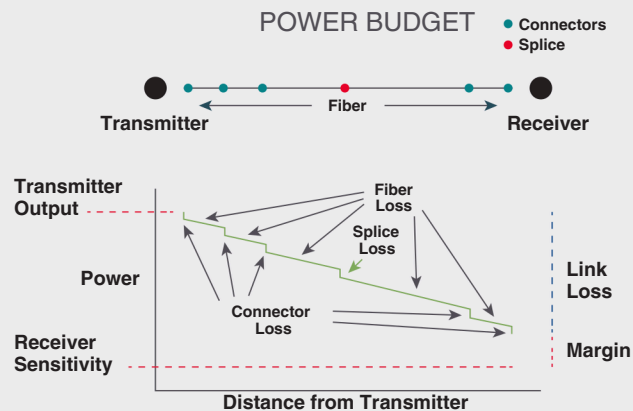 POWER BUDGET
Connectors
Splice
Fiber
Transmitter
Receiver
Transmitter
Output
Fiber
Loss
Splice
Loss
Power
Link
Loss
Connector
Loss
Receiver
Sensitivity
Margin
Distance from Transmitter